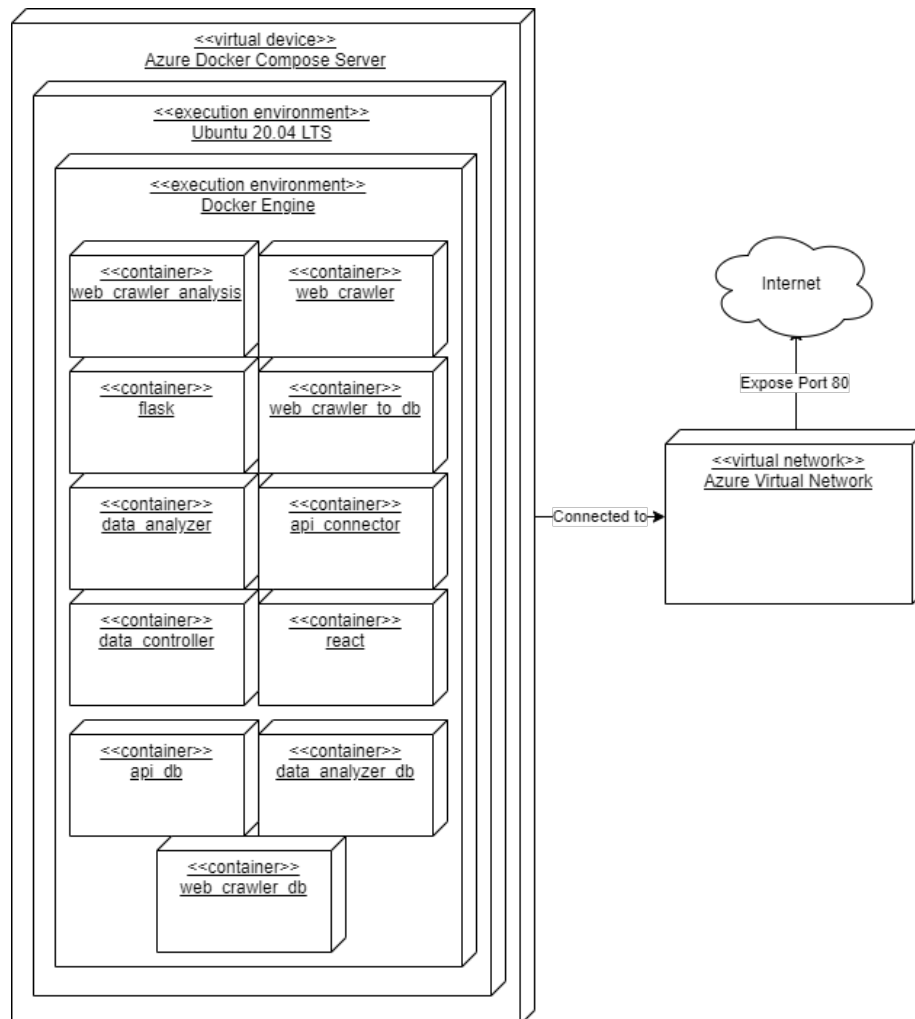 <<virtual device>>
Azure Docker Compose Server
<<execution environment>>
Ubuntu 20.04 LTS
<<execution environment>>
Docker Engine
<<container>>
web_crawler_analysis
<<container>>
web_crawler
<<container>>
flask
<<container>>
web_crawler_to_db
<<container>>
data_analyzer
<<container>>
api_connector
<<container>>
data_controller
<<container>>
react
<<container>>
api_db
<<container>>
data_analyzer_db
<<container>>
web_crawler_db
Connected to
<<virtual network>>
Azure Virtual Network
Expose Port 80
Internet